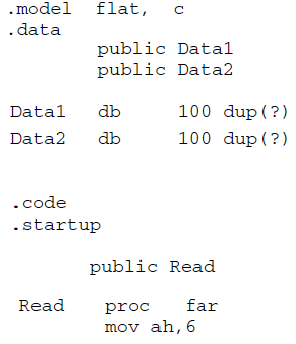 .model flat, c
.data
public Data1
public Data2
Data1 db 100 dup(?)
Data2 db 100 dup(?)
.code
.startup
public Read
Read proc far
mov ah,6